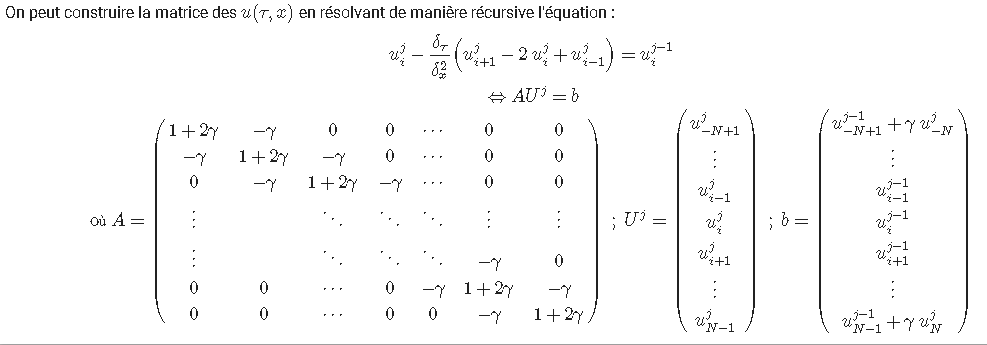 On peut construire la matrice des $u(\tau, x)$ en résolvant de manière récursive l'équation :
$u_i^j - \frac{\delta_\tau}{\delta_x^2}\left(u_{i+1}^j - 2\,u_i^j + u_{i-1}^j\right) = u_i^{j-1}$
$\Leftrightarrow AU^j = b$
où $A = \begin{pmatrix} 1+2\gamma & -\gamma & 0 & 0 & \cdots & 0 & 0 \\ -\gamma & 1+2\gamma & -\gamma & 0 & \cdots & 0 & 0 \\ 0 & -\gamma & 1+2\gamma & -\gamma & \cdots & 0 & 0 \\ \vdots & & \ddots & \ddots & \ddots & \vdots & \vdots \\ \vdots & & \ddots & \ddots & \ddots & -\gamma & 0 \\ 0 & 0 & \cdots & 0 & -\gamma & 1+2\gamma & -\gamma \\ 0 & 0 & \cdots & 0 & 0 & -\gamma & 1+2\gamma \end{pmatrix}$ ; $U^j = \begin{pmatrix} u_{-N+1}^j \\ \vdots \\ u_{i-1}^j \\ u_i^j \\ u_{i+1}^j \\ \vdots \\ u_{N-1}^j \end{pmatrix}$ ; $b = \begin{pmatrix} u_{-N+1}^{j-1} + \gamma\,u_{-N}^j \\ \vdots \\ u_{i-1}^{j-1} \\ u_i^{j-1} \\ u_{i+1}^{j-1} \\ \vdots \\ u_{N-1}^{j-1} + \gamma\,u_N^j \end{pmatrix}$